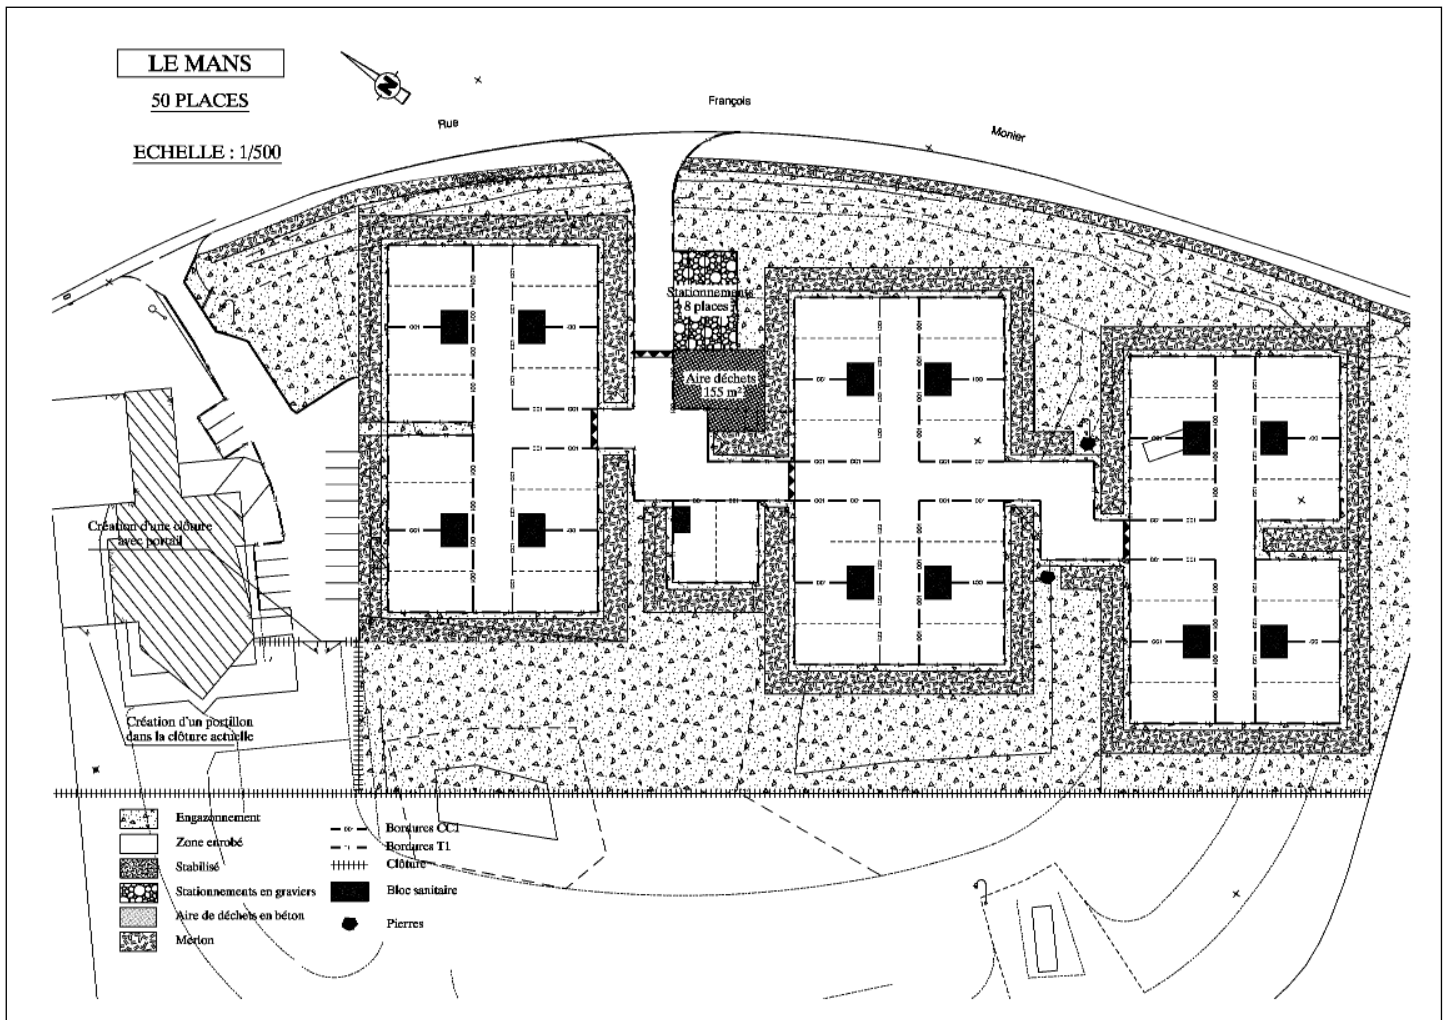 LE MANS
50 PLACES
ECHELLE : 1/500
N
Rue
François
Monier
Stationnements
8 places
Aire déchets
155 m²
Création d'une clôture
avec portail
Création d'un portillon
dans la clôture actuelle
Engazonnement
Zone enrobé
Stabilisé
Stationnements en graviers
Aire de déchets en béton
Merlon
Bordures CC1
Bordures T1
Clôture
Bloc sanitaire
Pierres